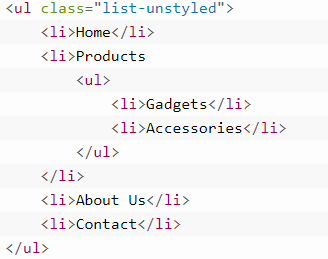 <ul class="list-unstyled">
    <li>Home</li>
    <li>Products
        <ul>
            <li>Gadgets</li>
            <li>Accessories</li>
        </ul>
    </li>
    <li>About Us</li>
    <li>Contact</li>
</ul>